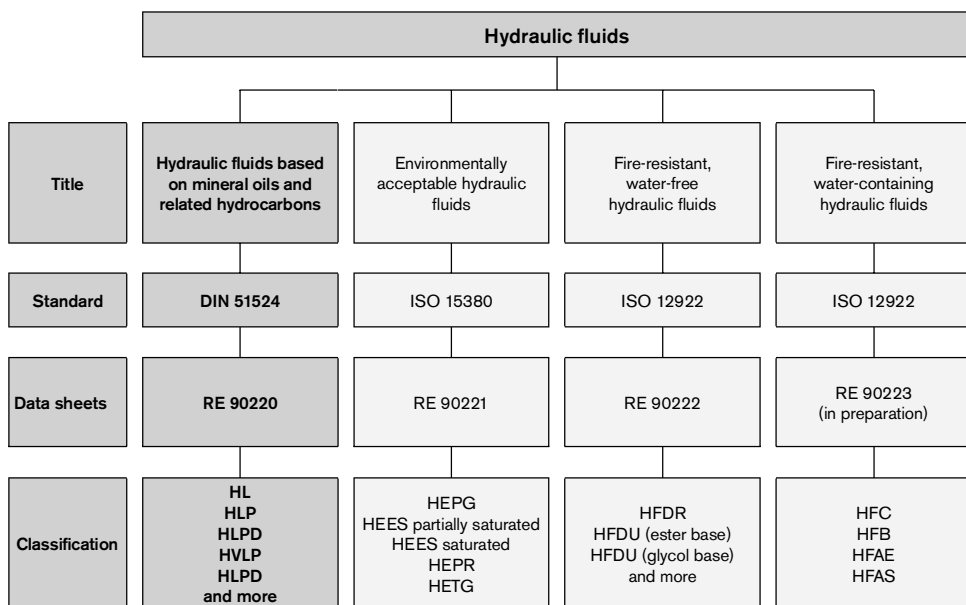 Hydraulic fluids
Title
Hydraulic fluids based
on mineral oils and
related hydrocarbons
Environmentally
acceptable hydraulic
fluids
Fire-resistant,
water-free
hydraulic fluids
Fire-resistant,
water-containing
hydraulic fluids
Standard
DIN 51524
ISO 15380
ISO 12922
ISO 12922
Data sheets
RE 90220
RE 90221
RE 90222
RE 90223
(in preparation)
Classification
HL
HLP
HLPD
HVLP
HLPD
and more
HEPG
HEES partially saturated
HEES saturated
HEPR
HETG
HFDR
HFDU (ester base)
HFDU (glycol base)
and more
HFC
HFB
HFAE
HFAS